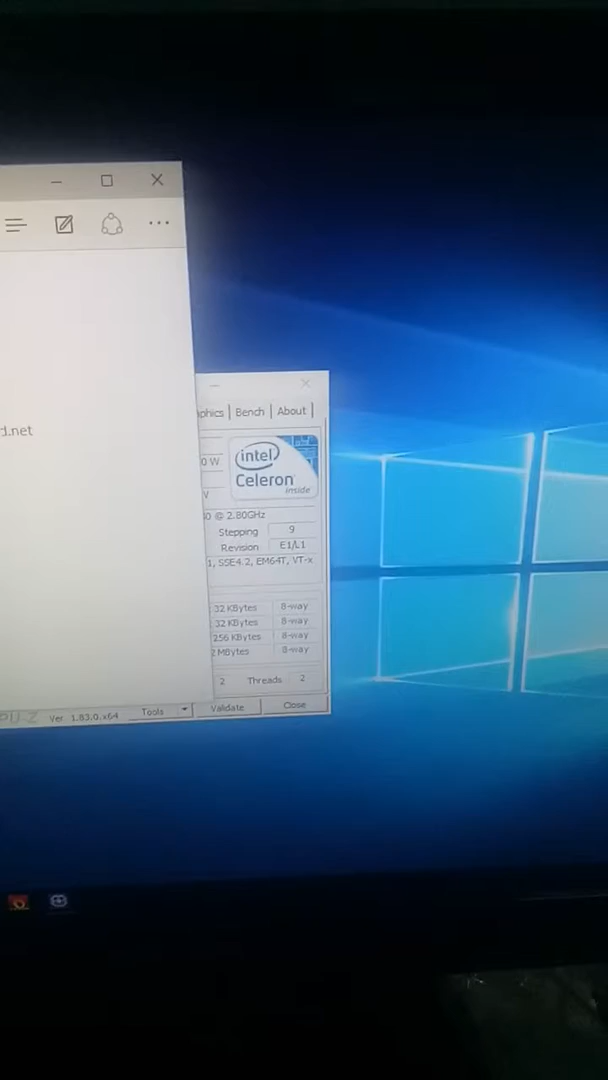 d.net
phics Bench About
0 W
intel
Celeron
inside
V
0 @ 2.80GHz
Stepping 9
Revision E1/L1
1, SSE4.2, EM64T, VT-x
32 KBytes 8-way
32 KBytes 8-way
256 KBytes 8-way
2 MBytes 8-way
2 Threads 2
PU-Z Ver 1.83.0.x64 Tools Validate Close